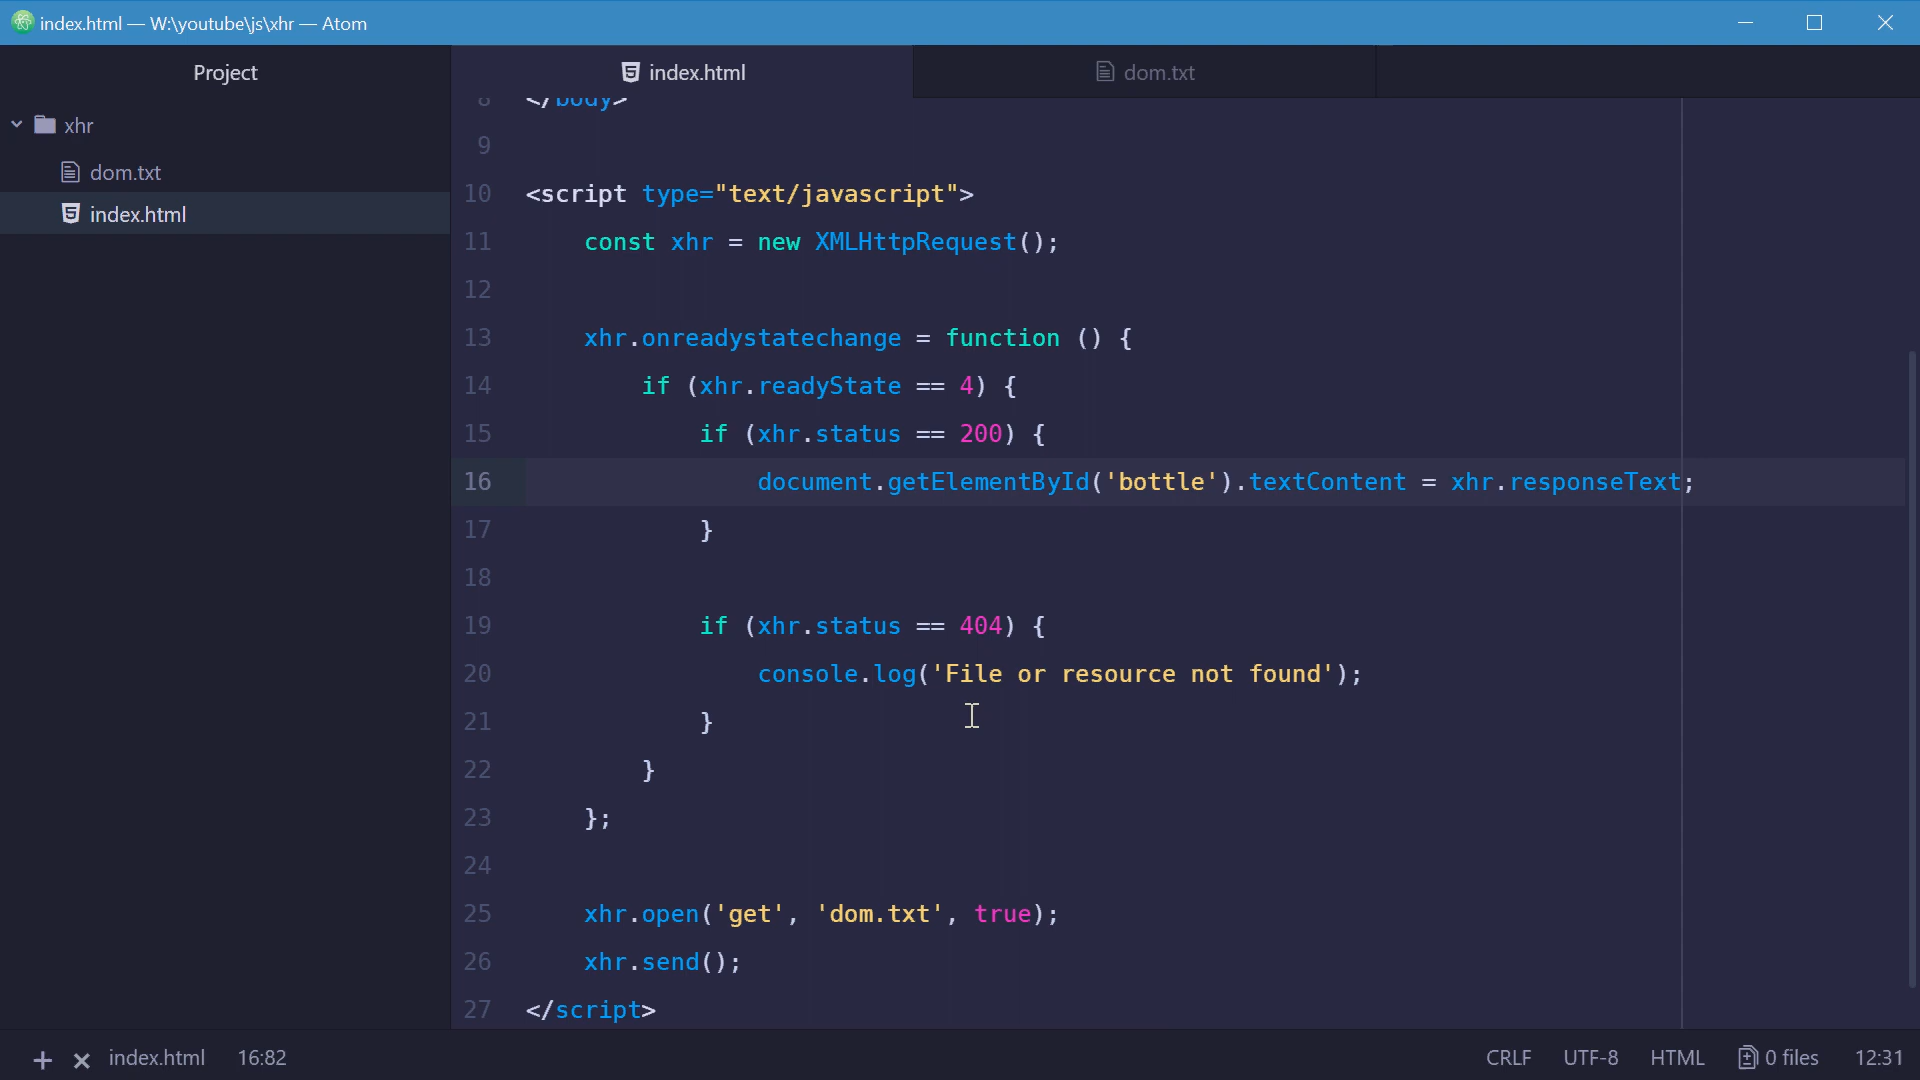 index.html — W:\youtube\js\xhr — Atom
Project
xhr
dom.txt
index.html
index.html
dom.txt
8 </body>
9
10 <script type="text/javascript">
11 const xhr = new XMLHttpRequest();
12
13 xhr.onreadystatechange = function () {
14 if (xhr.readyState == 4) {
15 if (xhr.status == 200) {
16 document.getElementById('bottle').textContent = xhr.responseText;
17 }
18
19 if (xhr.status == 404) {
20 console.log('File or resource not found');
21 }
22 }
23 };
24
25 xhr.open('get', 'dom.txt', true);
26 xhr.send();
27 </script>
index.html 16:82
CRLF UTF-8 HTML 0 files 12:31